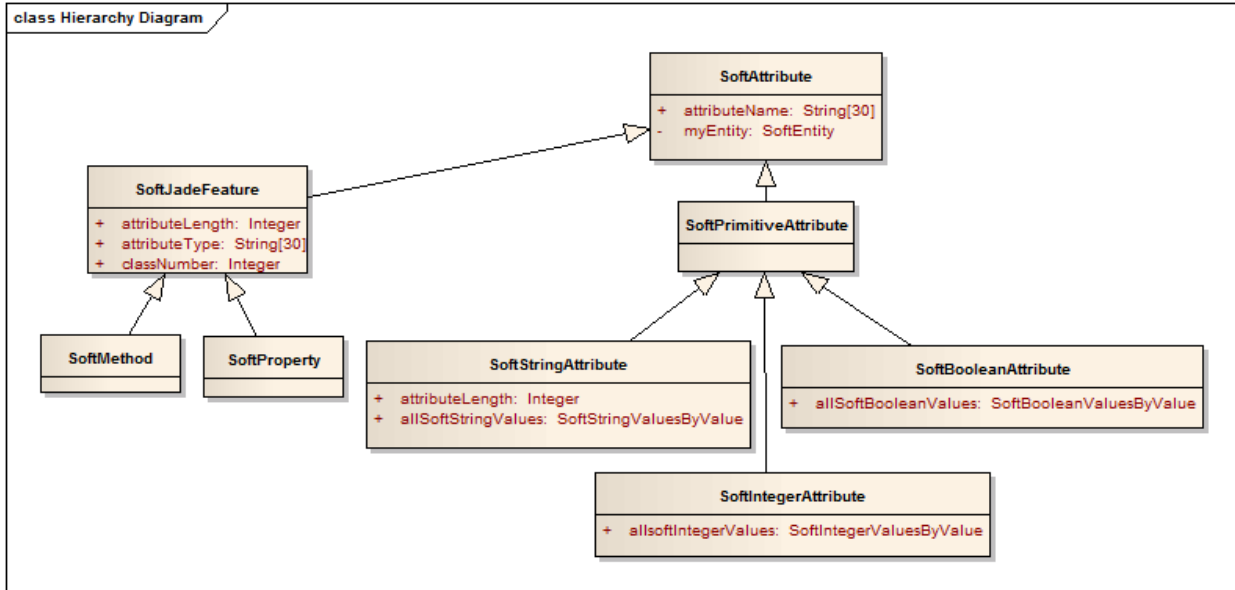 class Hierarchy Diagram
SoftAttribute
+ attributeName: String[30]
- myEntity: SoftEntity
SoftJadeFeature
+ attributeLength: Integer
+ attributeType: String[30]
+ classNumber: Integer
SoftPrimitiveAttribute
SoftMethod
SoftProperty
SoftStringAttribute
+ attributeLength: Integer
+ allSoftStringValues: SoftStringValuesByValue
SoftBooleanAttribute
+ allSoftBooleanValues: SoftBooleanValuesByValue
SoftIntegerAttribute
+ allsoftIntegerValues: SoftIntegerValuesByValue